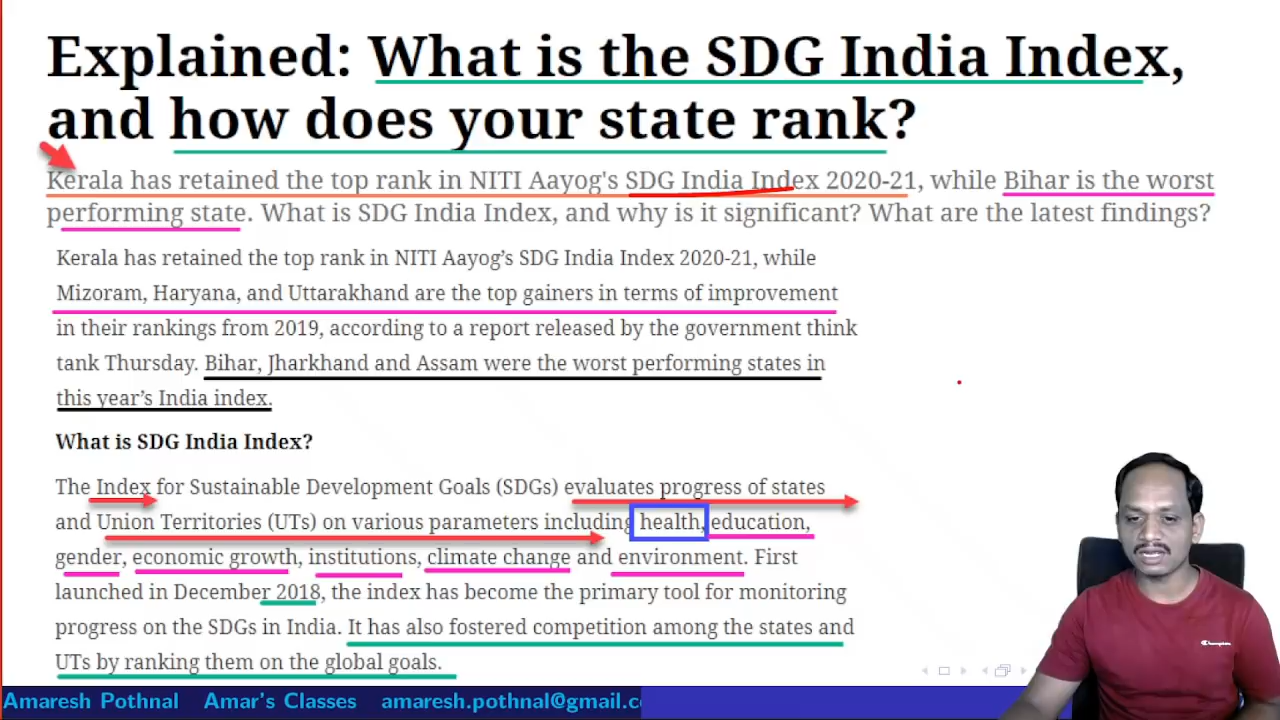 Explained: What is the SDG India Index,
and how does your state rank?
Kerala has retained the top rank in NITI Aayog's SDG India Index 2020-21, while Bihar is the worst
performing state. What is SDG India Index, and why is it significant? What are the latest findings?
Kerala has retained the top rank in NITI Aayog’s SDG India Index 2020-21, while
Mizoram, Haryana, and Uttarakhand are the top gainers in terms of improvement
in their rankings from 2019, according to a report released by the government think
tank Thursday. Bihar, Jharkhand and Assam were the worst performing states in
this year’s India index.
What is SDG India Index?
The Index for Sustainable Development Goals (SDGs) evaluates progress of states
and Union Territories (UTs) on various parameters including health, education,
gender, economic growth, institutions, climate change and environment. First
launched in December 2018, the index has become the primary tool for monitoring
progress on the SDGs in India. It has also fostered competition among the states and
UTs by ranking them on the global goals.
Champion
Amaresh Pothnal Amar's Classes amaresh.pothnal@gmail.c